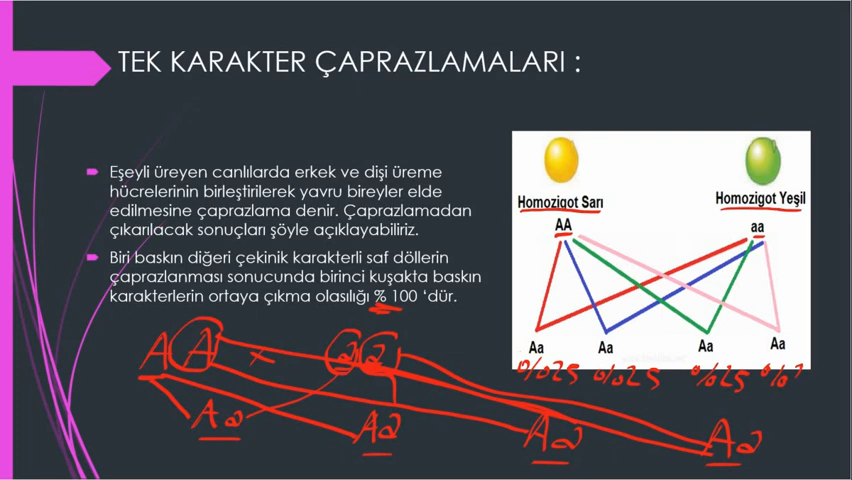 TEK KARAKTER ÇAPRAZLAMALARI :
Eşeyli üreyen canlılarda erkek ve dişi üreme
hücrelerinin birleştirilerek yavru bireyler elde
edilmesine çaprazlama denir. Çaprazlamadan
çıkarılacak sonuçları şöyle açıklayabiliriz.
Biri baskın diğeri çekinik karakterli saf döllerin
çaprazlanması sonucunda birinci kuşakta baskın
karakterlerin ortaya çıkma olasılığı % 100 ‘dür.
Homozigot Sarı
Homozigot Yeşil
AA
aa
Aa
Aa
Aa
Aa
%25 %25 %25 %2
AA x aa
Aa
Aa
Aa
Aa